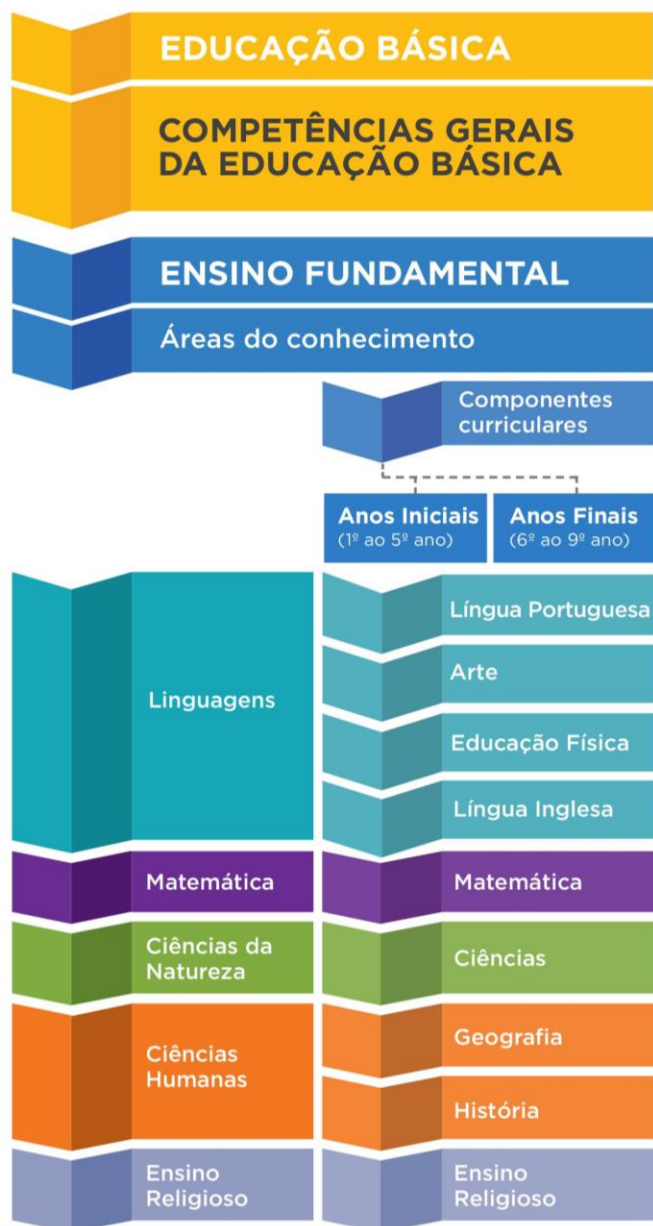 EDUCAÇÃO BÁSICA
COMPETÊNCIAS GERAIS
DA EDUCAÇÃO BÁSICA
ENSINO FUNDAMENTAL
Áreas do conhecimento
Componentes
curriculares
Anos Iniciais
(1º ao 5º ano)
Anos Finais
(6º ao 9º ano)
Linguagens
Língua Portuguesa
Arte
Educação Física
Língua Inglesa
Matemática
Matemática
Ciências da
Natureza
Ciências
Ciências
Humanas
Geografia
História
Ensino
Religioso
Ensino
Religioso